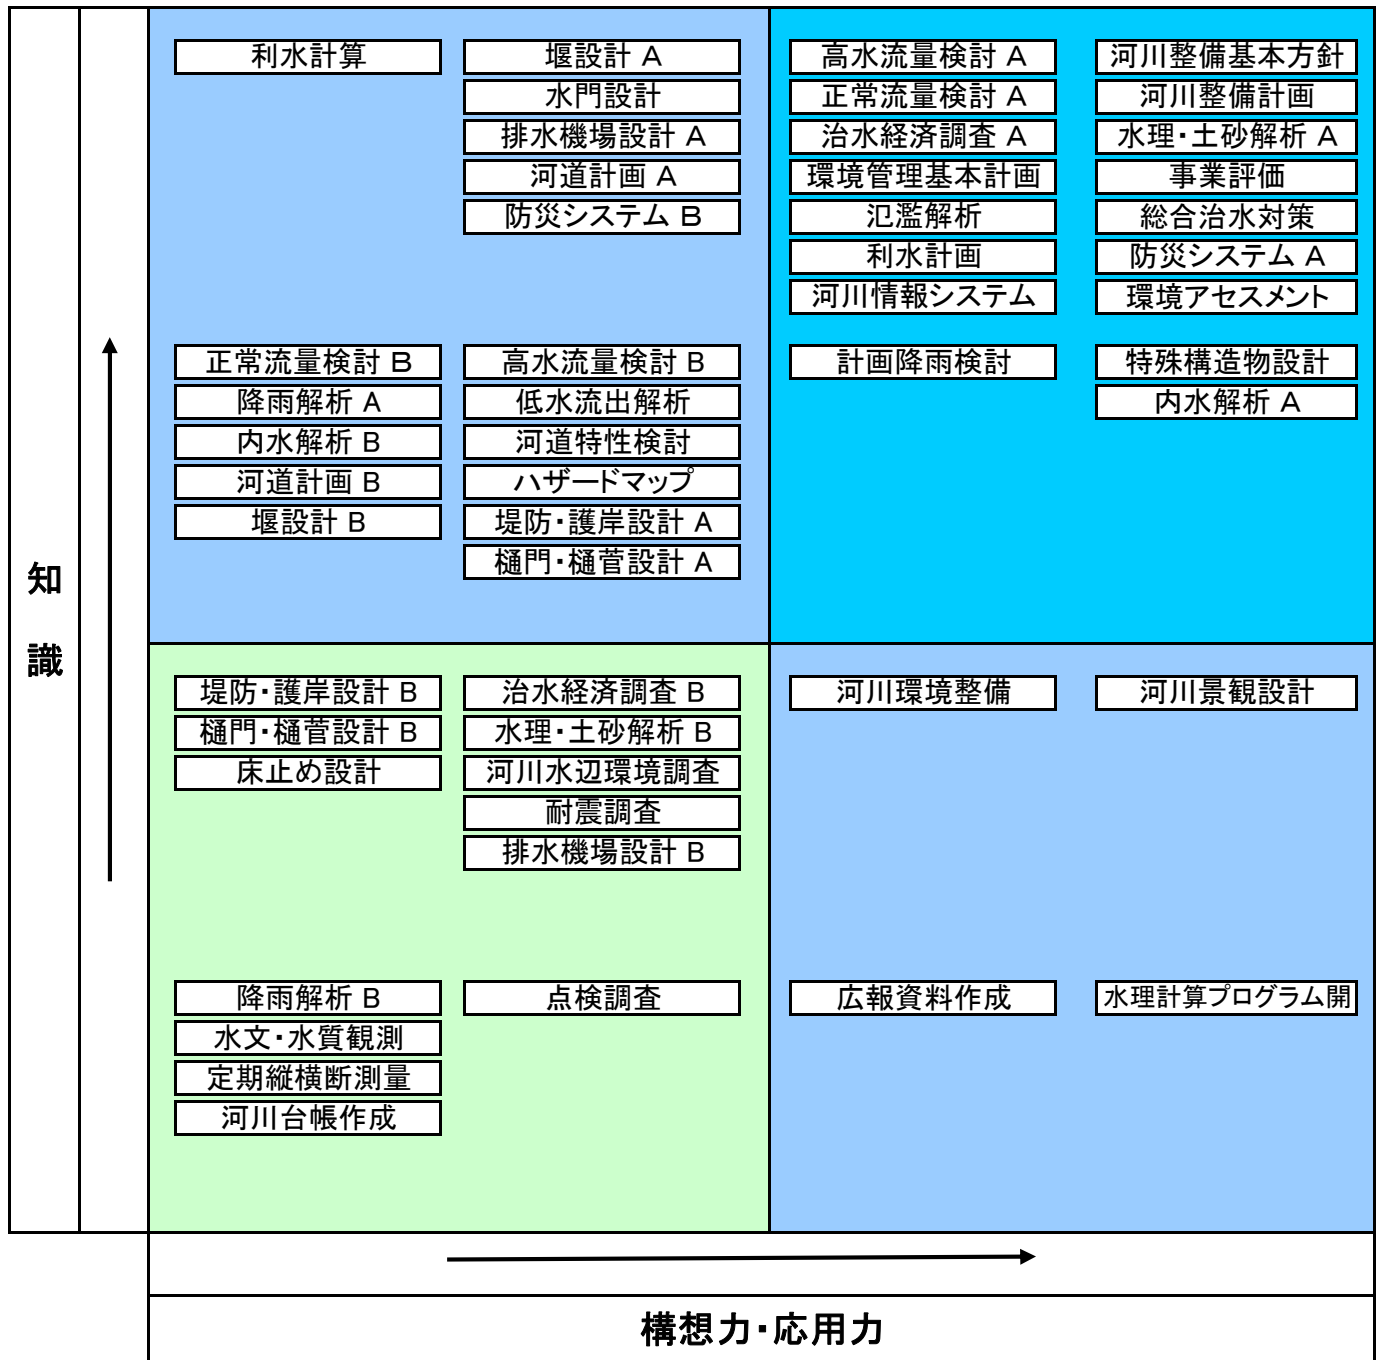 利水計算
堰設計 A
水門設計
排水機場設計 A
河道計画 A
防災システム B
高水流量検討 A
正常流量検討 A
治水経済調査 A
環境管理基本計画
氾濫解析
利水計画
河川情報システム
河川整備基本方針
河川整備計画
水理・土砂解析 A
事業評価
総合治水対策
防災システム A
環境アセスメント
正常流量検討 B
降雨解析 A
内水解析 B
河道計画 B
堰設計 B
高水流量検討 B
低水流出解析
河道特性検討
ハザードマップ
堤防・護岸設計 A
樋門・樋菅設計 A
計画降雨検討
特殊構造物設計
内水解析 A
知
識
堤防・護岸設計 B
樋門・樋菅設計 B
床止め設計
治水経済調査 B
水理・土砂解析 B
河川水辺環境調査
耐震調査
排水機場設計 B
河川環境整備
河川景観設計
降雨解析 B
水文・水質観測
定期縦横断測量
河川台帳作成
点検調査
広報資料作成
水理計算プログラム開
構想力・応用力